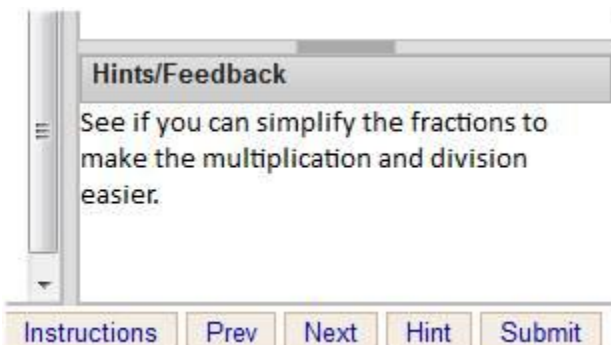 Hints/Feedback
See if you can simplify the fractions to
make the multiplication and division
easier.
Instructions Prev Next Hint Submit